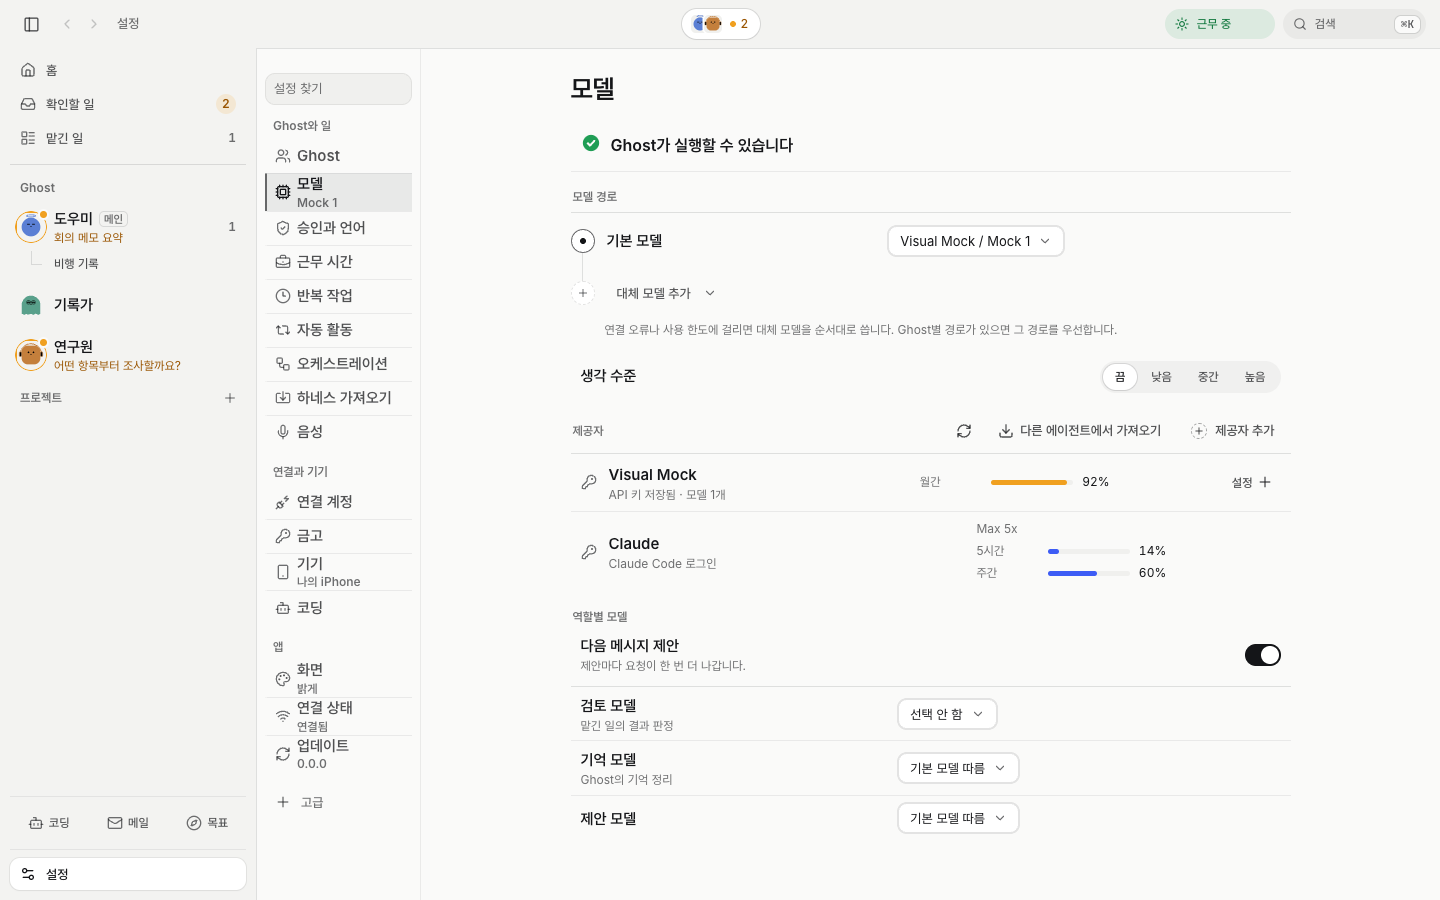 설정
2
근무 중
검색
⌘K
홈
확인할 일
2
맡긴 일
1
Ghost
도우미
메인
회의 메모 요약
1
비행 기록
기록가
연구원
어떤 항목부터 조사할까요?
프로젝트
코딩
메일
목표
설정
설정 찾기
Ghost와 일
Ghost
모델
Mock 1
승인과 언어
근무 시간
반복 작업
자동 활동
오케스트레이션
하네스 가져오기
음성
연결과 기기
연결 계정
금고
기기
나의 iPhone
코딩
앱
화면
밝게
연결 상태
연결됨
업데이트
0.0.0
고급
모델
Ghost가 실행할 수 있습니다
모델 경로
기본 모델
Visual Mock / Mock 1
대체 모델 추가
연결 오류나 사용 한도에 걸리면 대체 모델을 순서대로 씁니다. Ghost별 경로가 있으면 그 경로를 우선합니다.
생각 수준
끔
낮음
중간
높음
제공자
다른 에이전트에서 가져오기
제공자 추가
Visual Mock
API 키 저장됨 · 모델 1개
월간
92%
설정
Claude
Claude Code 로그인
Max 5x
5시간
14%
주간
60%
역할별 모델
다음 메시지 제안
제안마다 요청이 한 번 더 나갑니다.
검토 모델
맡긴 일의 결과 판정
선택 안 함
기억 모델
Ghost의 기억 정리
기본 모델 따름
제안 모델
기본 모델 따름